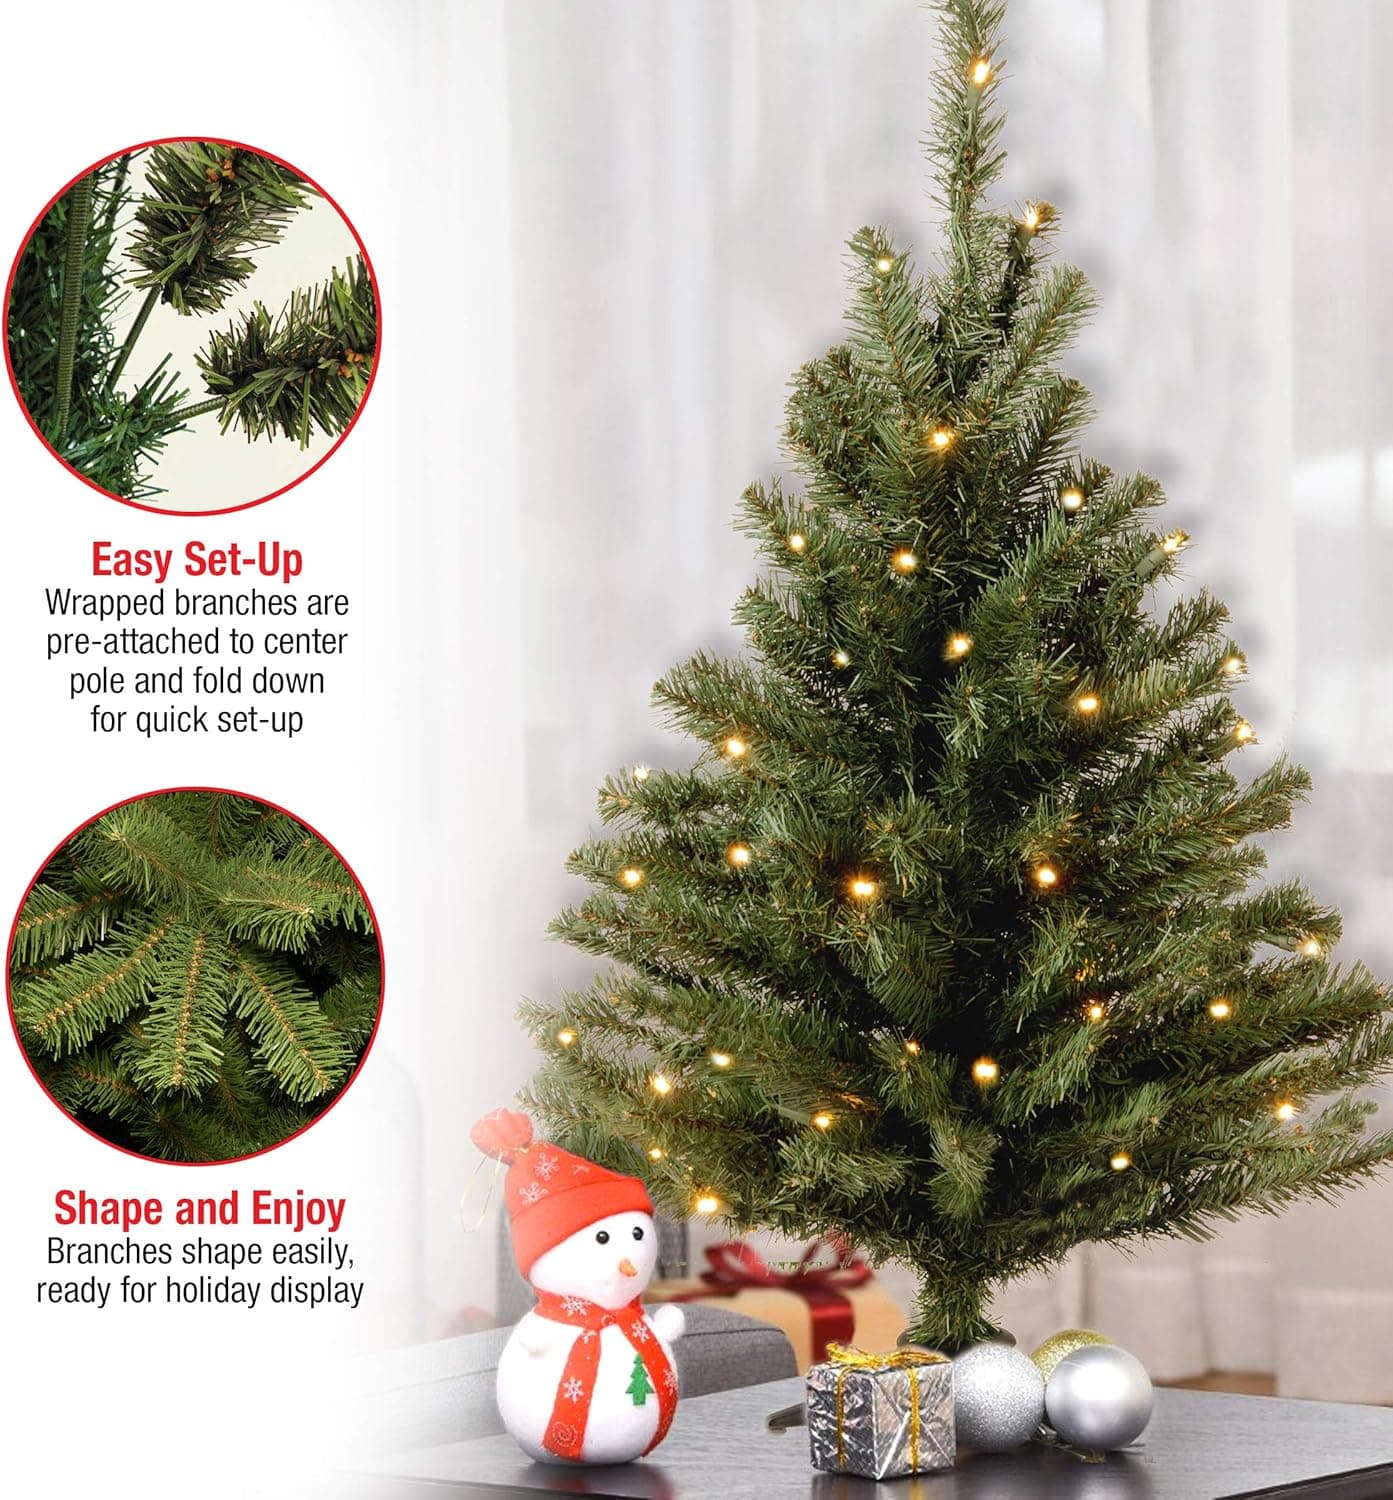 Easy Set-Up
Wrapped branches are
pre-attached to center
pole and fold down
for quick set-up
Shape and Enjoy
Branches shape easily,
ready for holiday display